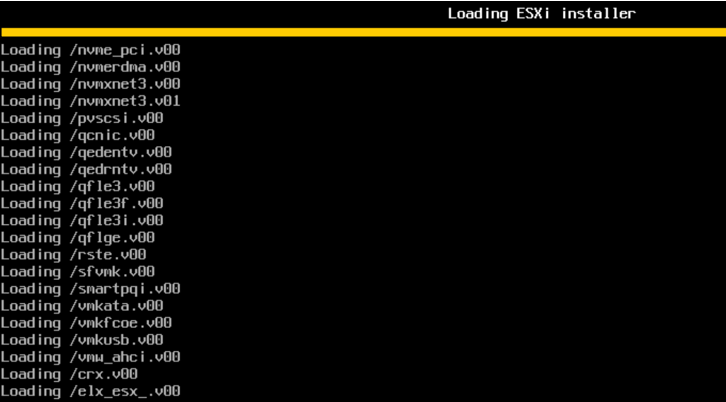 Loading ESXi installer
Loading /nvme_pci.v00
Loading /nvmerdma.v00
Loading /nvmxnet3.v00
Loading /nvmxnet3.v01
Loading /pvscsi.v00
Loading /qcnic.v00
Loading /qedentv.v00
Loading /qedrntv.v00
Loading /qfle3.v00
Loading /qfle3f.v00
Loading /qfle3i.v00
Loading /qflge.v00
Loading /rste.v00
Loading /sfvmk.v00
Loading /smartpqi.v00
Loading /vmkata.v00
Loading /vmkfcoe.v00
Loading /vmkusb.v00
Loading /vmw_ahci.v00
Loading /crx.v00
Loading /elx_esx_.v00